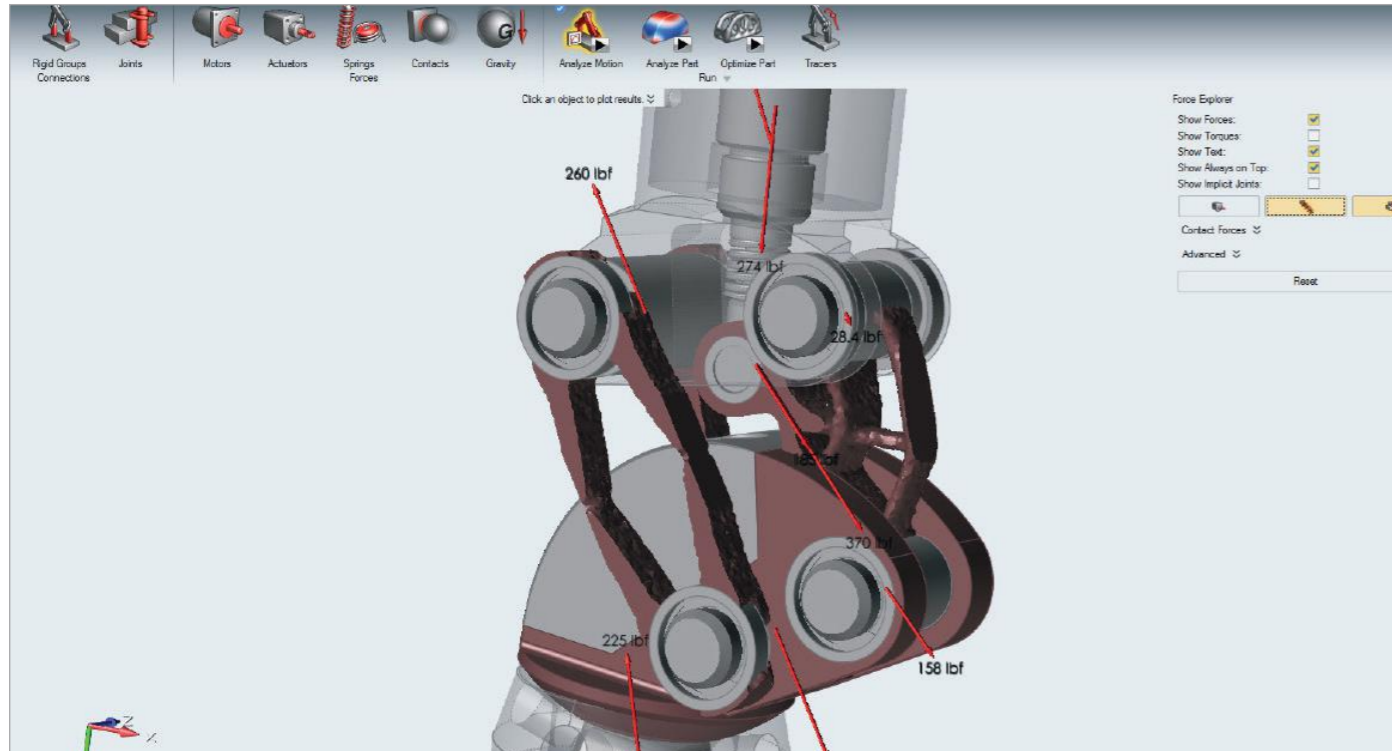 Rigid Groups
Joints
Motors
Actuators
Springs
Contacts
Gravity
Analyze Motion
Analyze Part
Optimize Part
Tracers
Connections
Forces
Run
Click an object to plot results.
Force Explorer
Show Forces:
Show Torques:
Show Text:
Show Always on Top:
Show Implicit Joints:
Contact Forces
Advanced
Reset
G
260 lbf
274 lbf
28.4 lbf
185 lbf
370 lbf
225 lbf
158 lbf
Z
X